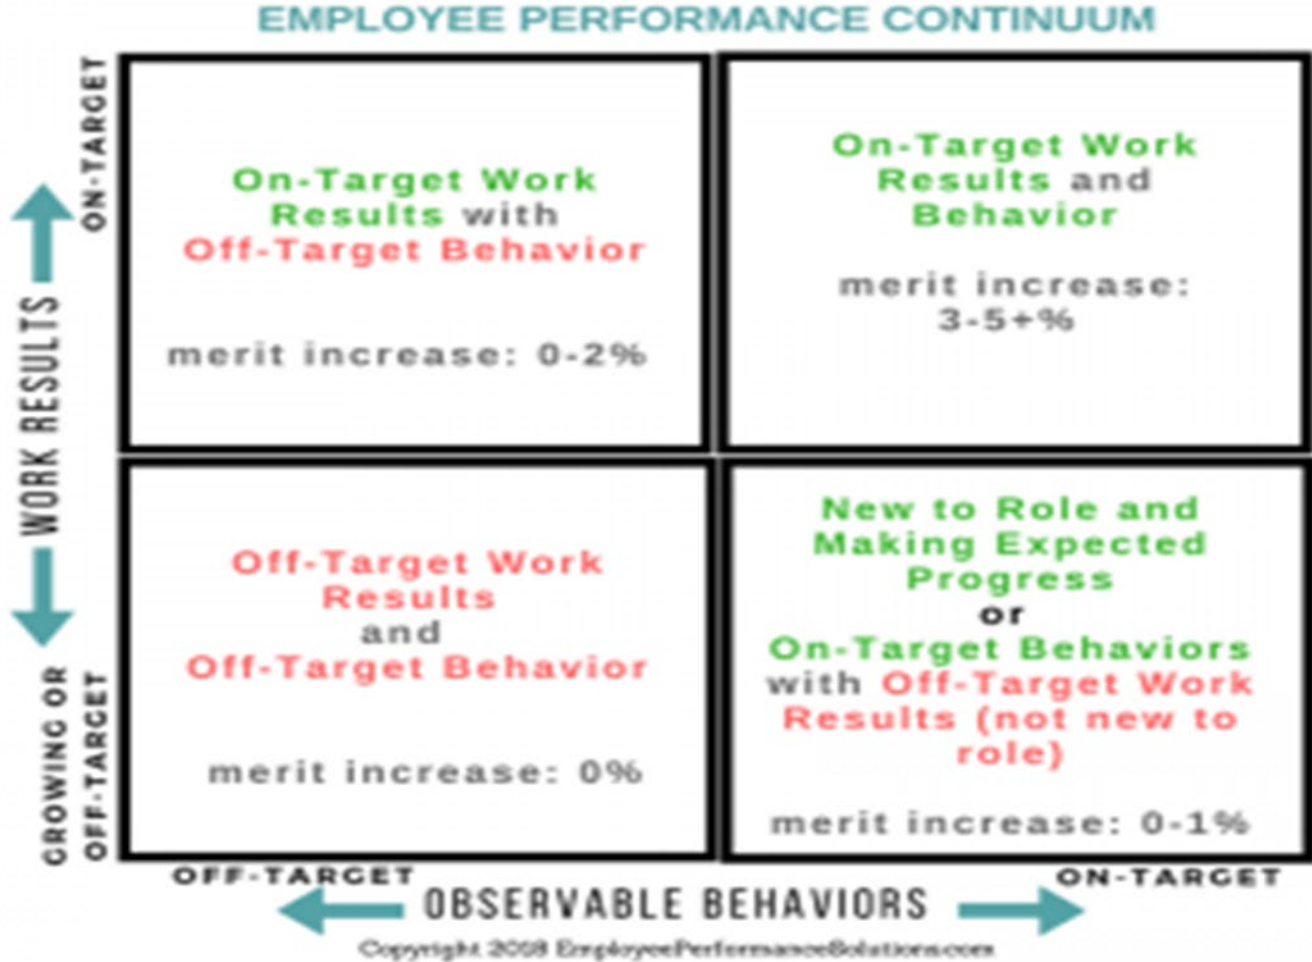 EMPLOYEE PERFORMANCE CONTINUUM
ON-TARGET
WORK RESULTS
GROWING OR
OFF-TARGET
On-Target Work
Results with
Off-Target Behavior
merit increase: 0-2%
On-Target Work
Results and
Behavior
merit increase:
3-5+%
Off-Target Work
Results
and
Off-Target Behavior
merit increase: 0%
New to Role and
Making Expected
Progress
or
On-Target Behaviors
with Off-Target Work
Results (not new to
role)
merit increase: 0-1%
OFF-TARGET
OBSERVABLE BEHAVIORS
ON-TARGET
Copyright 2018 EmployeePerformanceSolutions.com